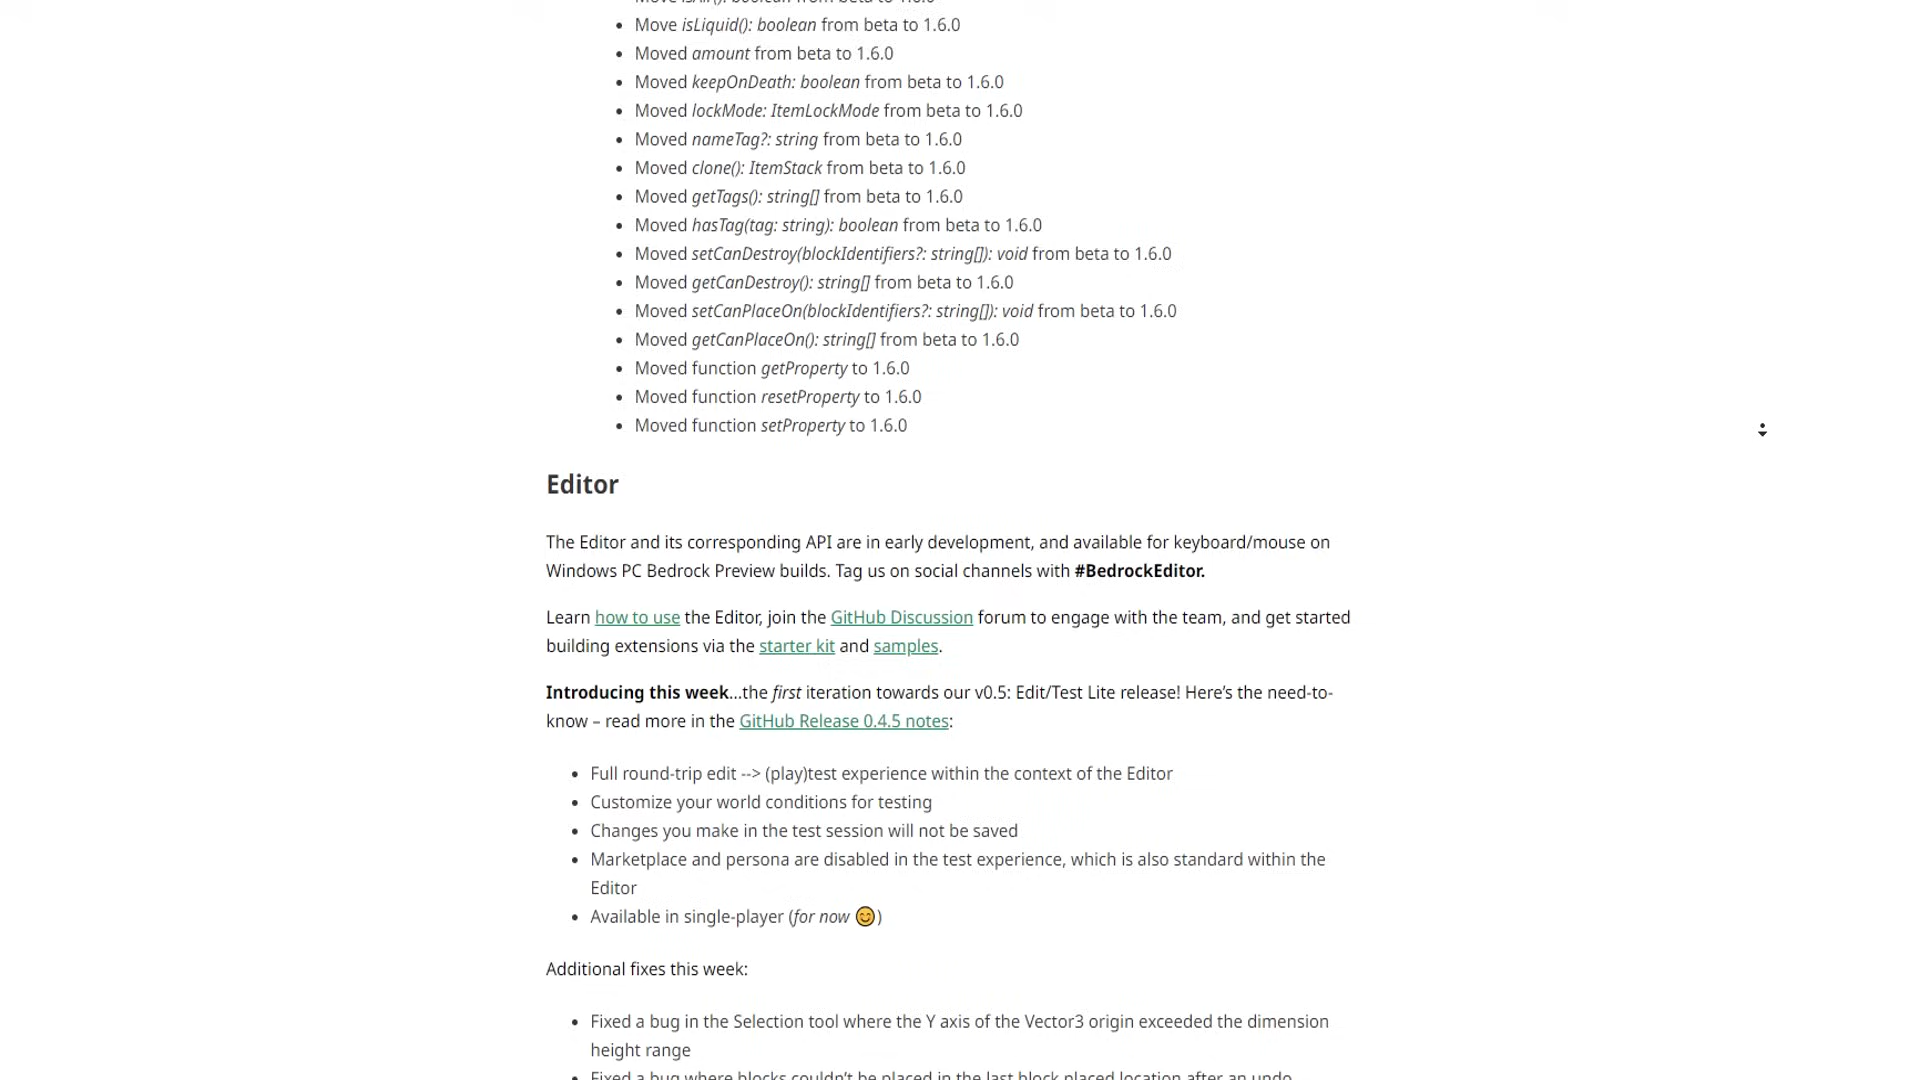 Move isAir(): boolean from beta to 1.6.0
Move isLiquid(): boolean from beta to 1.6.0
Moved amount from beta to 1.6.0
Moved keepOnDeath: boolean from beta to 1.6.0
Moved lockMode: ItemLockMode from beta to 1.6.0
Moved nameTag?: string from beta to 1.6.0
Moved clone(): ItemStack from beta to 1.6.0
Moved getTags(): string[] from beta to 1.6.0
Moved hasTag(tag: string): boolean from beta to 1.6.0
Moved setCanDestroy(blockIdentifiers?: string[]): void from beta to 1.6.0
Moved getCanDestroy(): string[] from beta to 1.6.0
Moved setCanPlaceOn(blockIdentifiers?: string[]): void from beta to 1.6.0
Moved getCanPlaceOn(): string[] from beta to 1.6.0
Moved function getProperty to 1.6.0
Moved function resetProperty to 1.6.0
Moved function setProperty to 1.6.0
Editor
The Editor and its corresponding API are in early development, and available for keyboard/mouse on
Windows PC Bedrock Preview builds. Tag us on social channels with #BedrockEditor.
Learn how to use the Editor, join the GitHub Discussion forum to engage with the team, and get started
building extensions via the starter kit and samples.
Introducing this week…the first iteration towards our v0.5: Edit/Test Lite release! Here’s the need-to-
know – read more in the GitHub Release 0.4.5 notes:
Full round-trip edit --> (play)test experience within the context of the Editor
Customize your world conditions for testing
Changes you make in the test session will not be saved
Marketplace and persona are disabled in the test experience, which is also standard within the
Editor
Available in single-player (for now 😊)
Additional fixes this week:
Fixed a bug in the Selection tool where the Y axis of the Vector3 origin exceeded the dimension
height range
Fixed a bug where blocks couldn’t be placed in the last block placed location after an undo